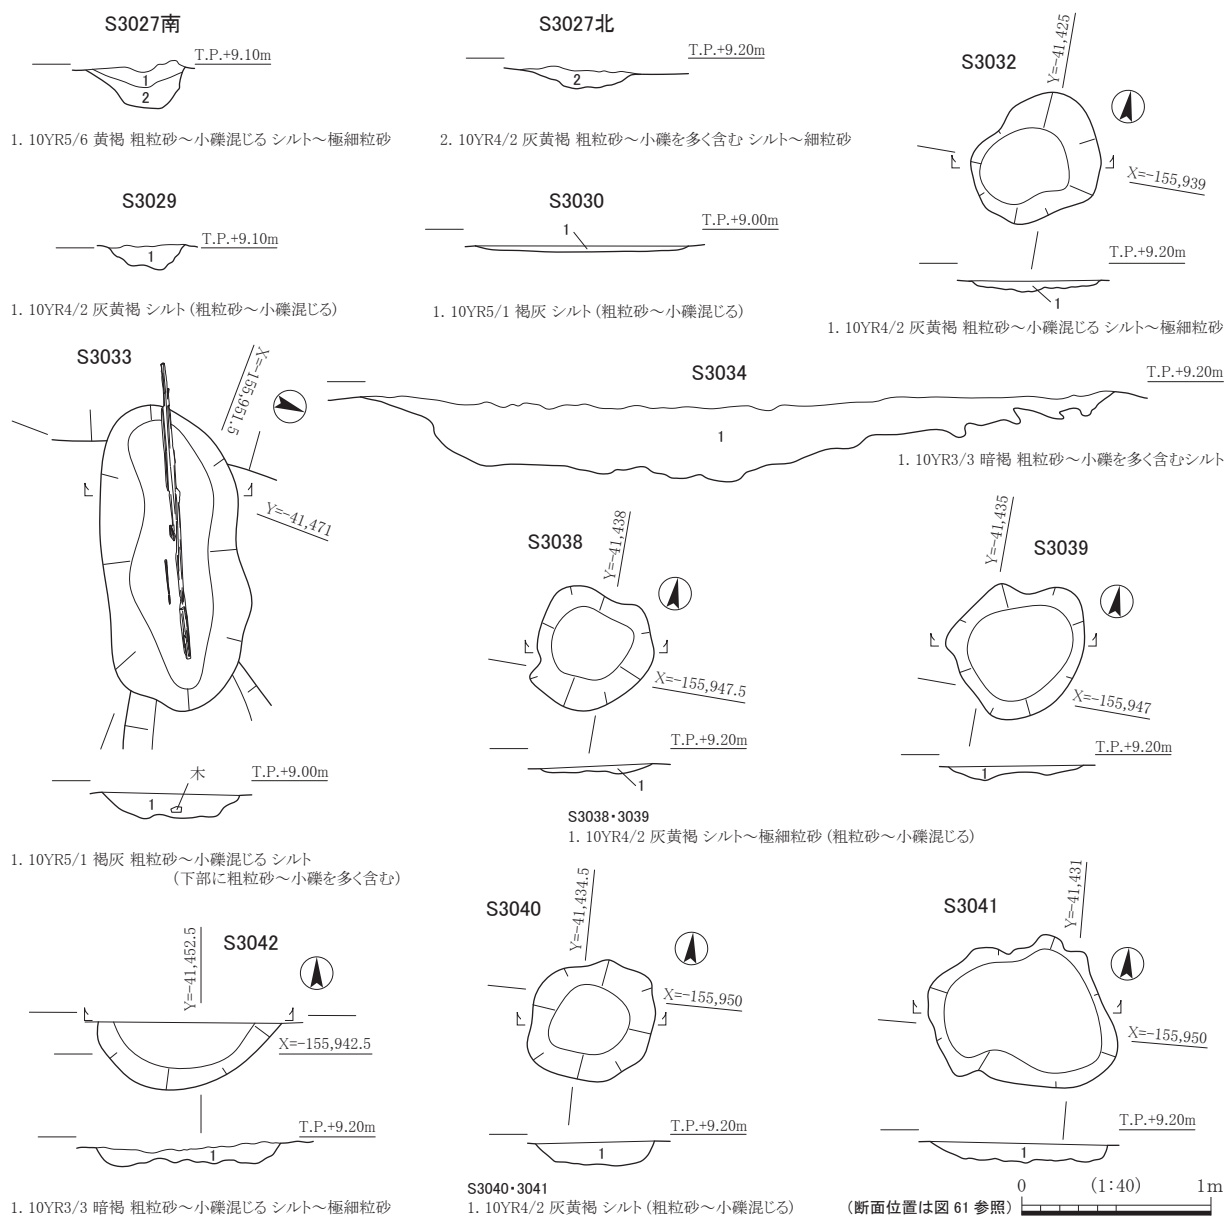 S3027南
T.P.+9.10m
1
2
1. 10YR5/6 黄褐 粗粒砂～小礫混じる シルト～極細粒砂
S3027北
T.P.+9.20m
2
2. 10YR4/2 灰黄褐 粗粒砂～小礫を多く含む シルト～細粒砂
S3032
Y=-41,425
X=-155,939
T.P.+9.20m
1
1. 10YR4/2 灰黄褐 粗粒砂～小礫混じる シルト～極細粒砂
S3029
T.P.+9.10m
1
1. 10YR4/2 灰黄褐 シルト (粗粒砂～小礫混じる)
S3030
1
T.P.+9.00m
1. 10YR5/1 褐灰 シルト (粗粒砂～小礫混じる)
S3033
X=-155,951.5
Y=-41,471
木
T.P.+9.00m
1
1. 10YR5/1 褐灰 粗粒砂～小礫混じる シルト
(下部に粗粒砂～小礫を多く含む)
S3034
T.P.+9.20m
1
1. 10YR3/3 暗褐 粗粒砂～小礫を多く含むシルト
S3038
Y=-41,438
X=-155,947.5
T.P.+9.20m
1
S3039
Y=-41,435
X=-155,947
T.P.+9.20m
1
S3038・3039
1. 10YR4/2 灰黄褐 シルト～極細粒砂 (粗粒砂～小礫混じる)
S3042
Y=-41,452.5
X=-155,942.5
T.P.+9.20m
1
1. 10YR3/3 暗褐 粗粒砂～小礫混じる シルト～極細粒砂
S3040
Y=-41,434.5
X=-155,950
T.P.+9.20m
1
S3041
Y=-41,431
X=-155,950
T.P.+9.20m
1
S3040・3041
1. 10YR4/2 灰黄褐 シルト (粗粒砂～小礫混じる)
(断面位置は図 61 参照)
0 (1:40) 1m